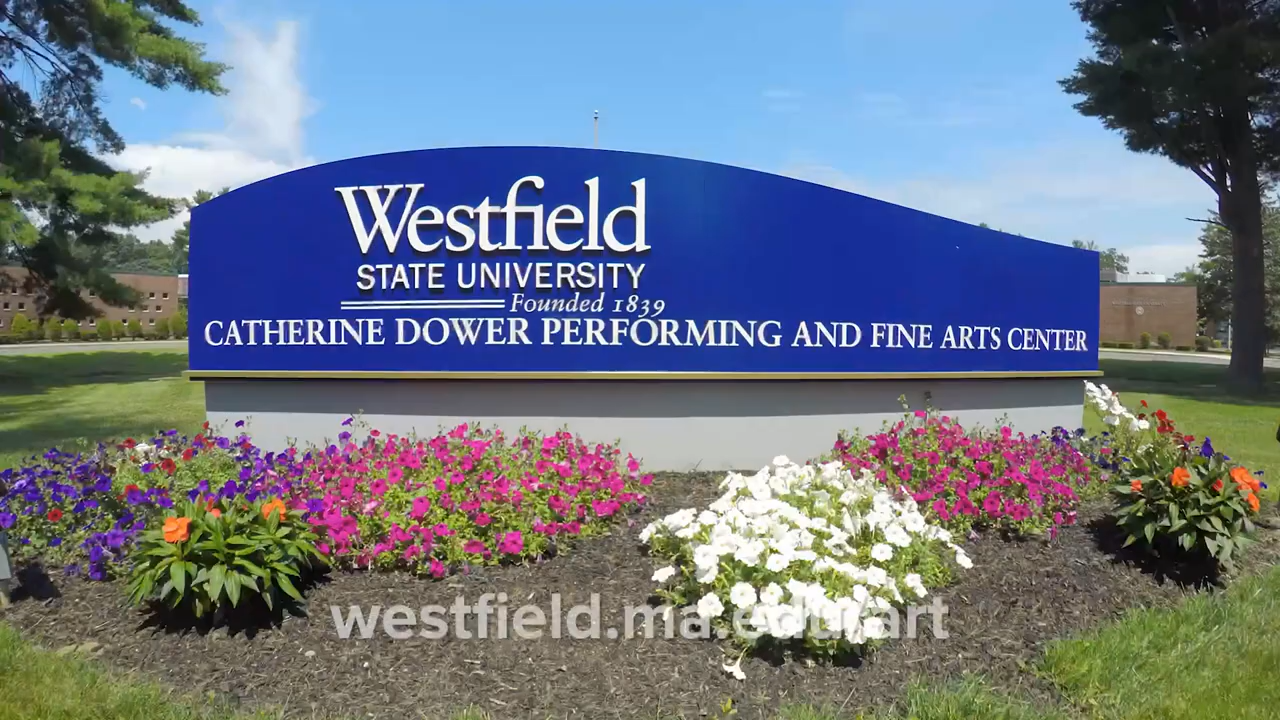 Westfield
STATE UNIVERSITY
Founded 1839
CATHERINE DOWER PERFORMING AND FINE ARTS CENTER
westfield.ma.edu/art